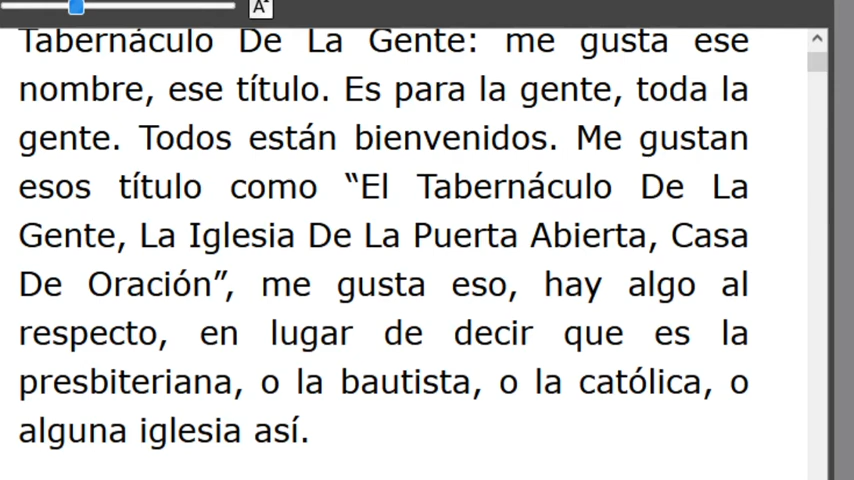 A
Tabernáculo De La Gente: me gusta ese
nombre, ese título. Es para la gente, toda la
gente. Todos están bienvenidos. Me gustan
esos título como “El Tabernáculo De La
Gente, La Iglesia De La Puerta Abierta, Casa
De Oración”, me gusta eso, hay algo al
respecto, en lugar de decir que es la
presbiteriana, o la bautista, o la católica, o
alguna iglesia así.